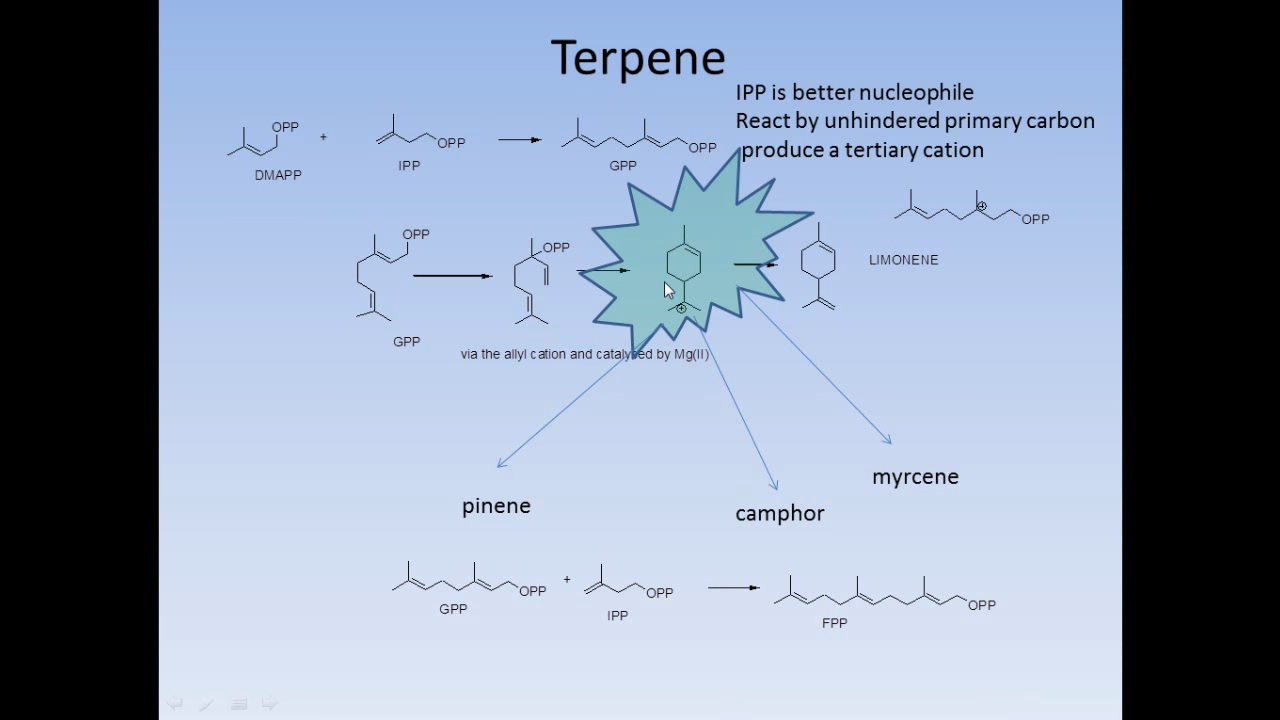 Terpene
IPP is better nucleophile
React by unhindered primary carbon
produce a tertiary cation
OPP
+
OPP
OPP
DMAPP
IPP
GPP
OPP
OPP
OPP
LIMONENE
GPP
via the allyl cation and catalysed by Mg(II)
pinene
camphor
myrcene
OPP
+
OPP
OPP
GPP
IPP
FPP